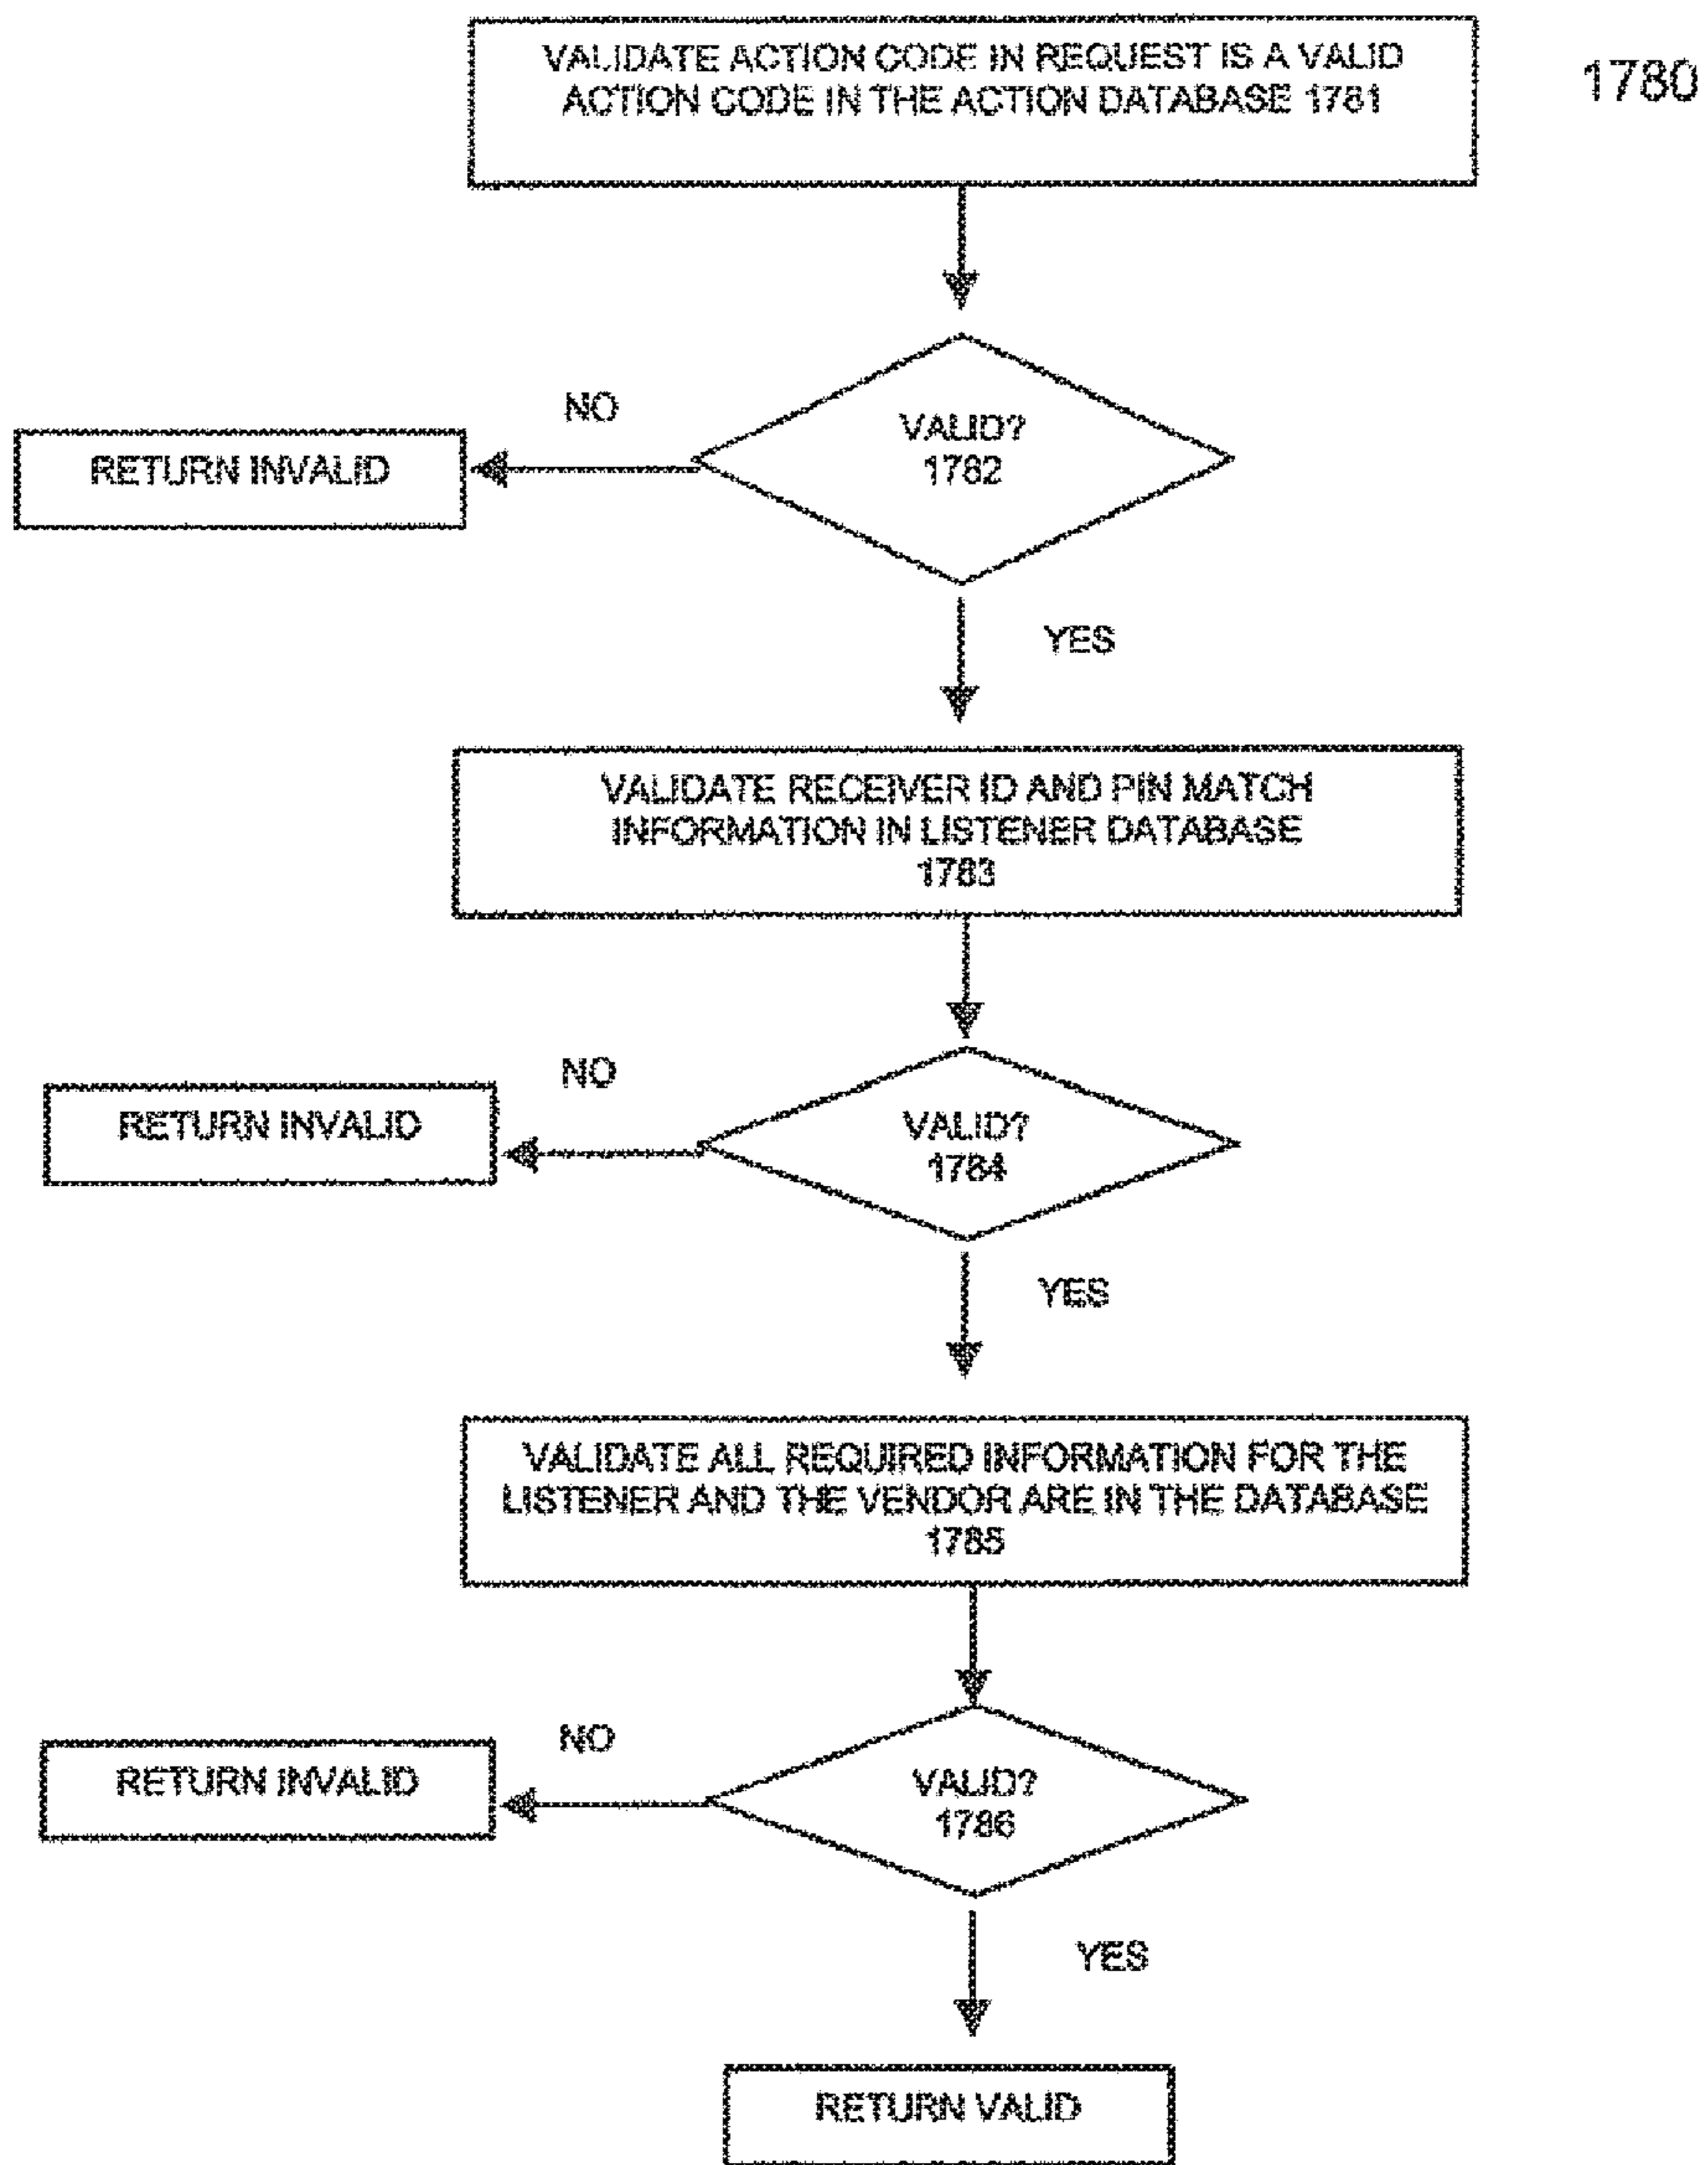 VALIDATE ACTION CODE IN REQUEST IS A VALID
ACTION CODE IN THE ACTION DATABASE 1781
1780
VALID?
1782
NO
RETURN INVALID
YES
VALIDATE RECEIVER ID AND PIN MATCH
INFORMATION IN LISTENER DATABASE
1783
VALID?
1784
NO
RETURN INVALID
YES
VALIDATE ALL REQUIRED INFORMATION FOR THE
LISTENER AND THE VENDOR ARE IN THE DATABASE
1785
VALID?
1786
NO
RETURN INVALID
YES
RETURN VALID